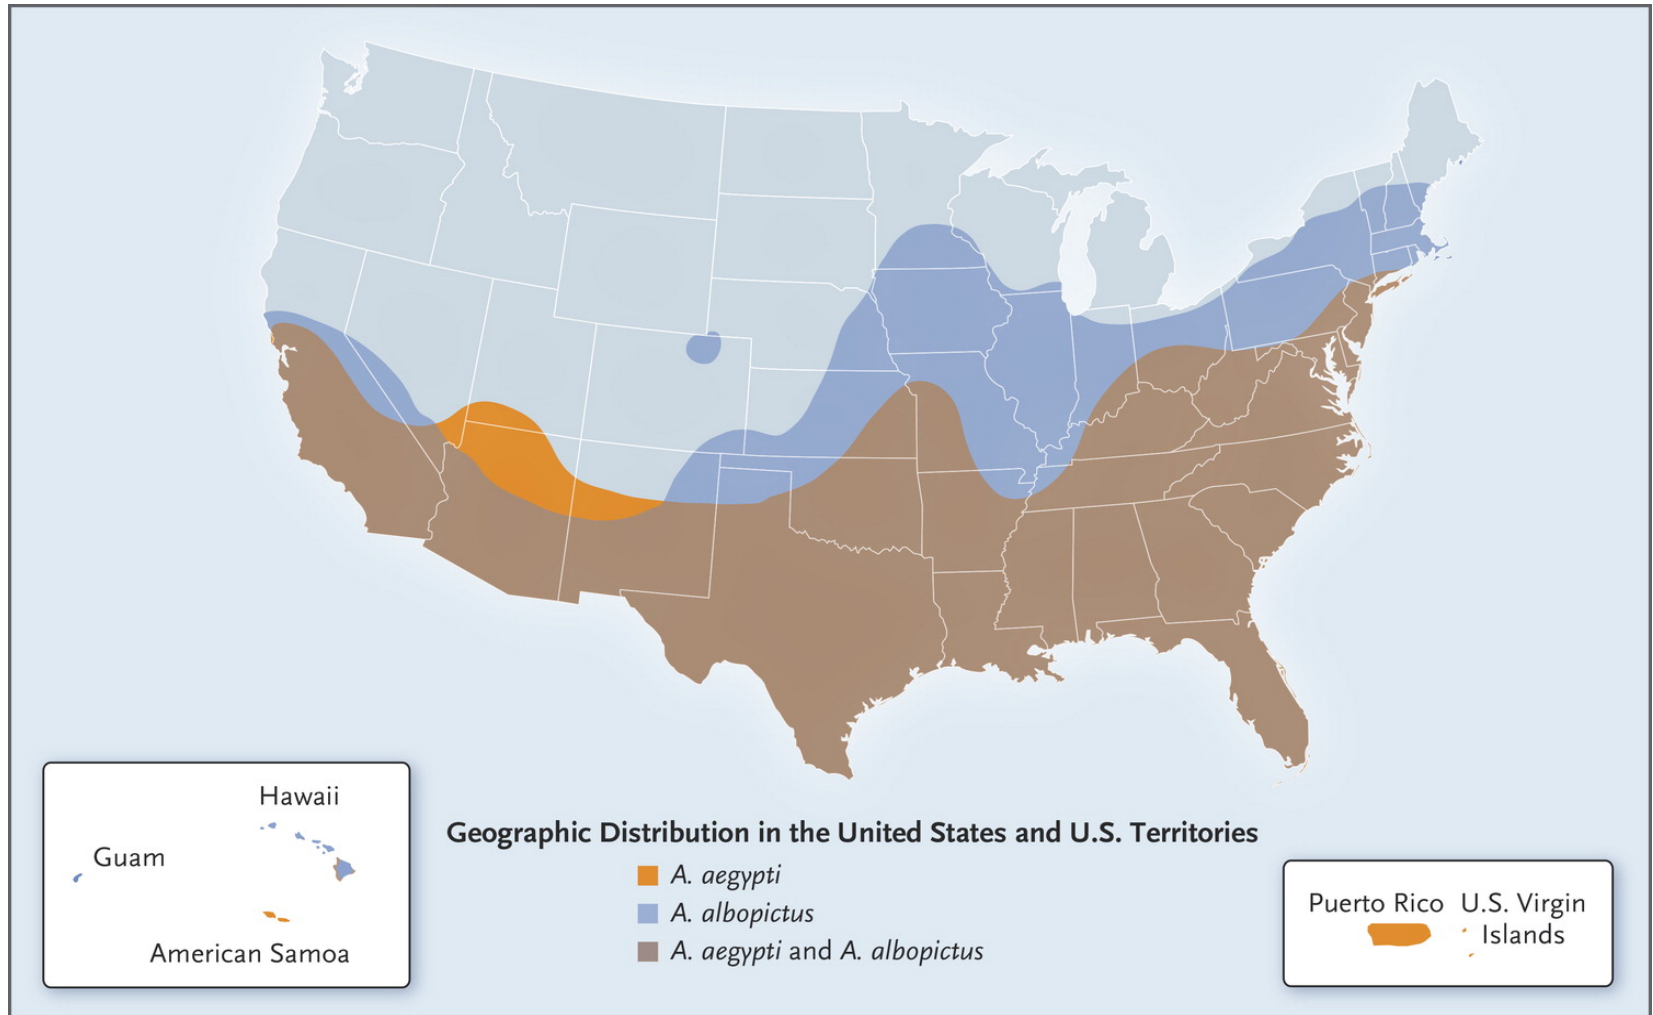 Hawaii
Guam
American Samoa
Geographic Distribution in the United States and U.S. Territories
A. aegypti
A. albopictus
A. aegypti and A. albopictus
Puerto Rico
U.S. Virgin
Islands